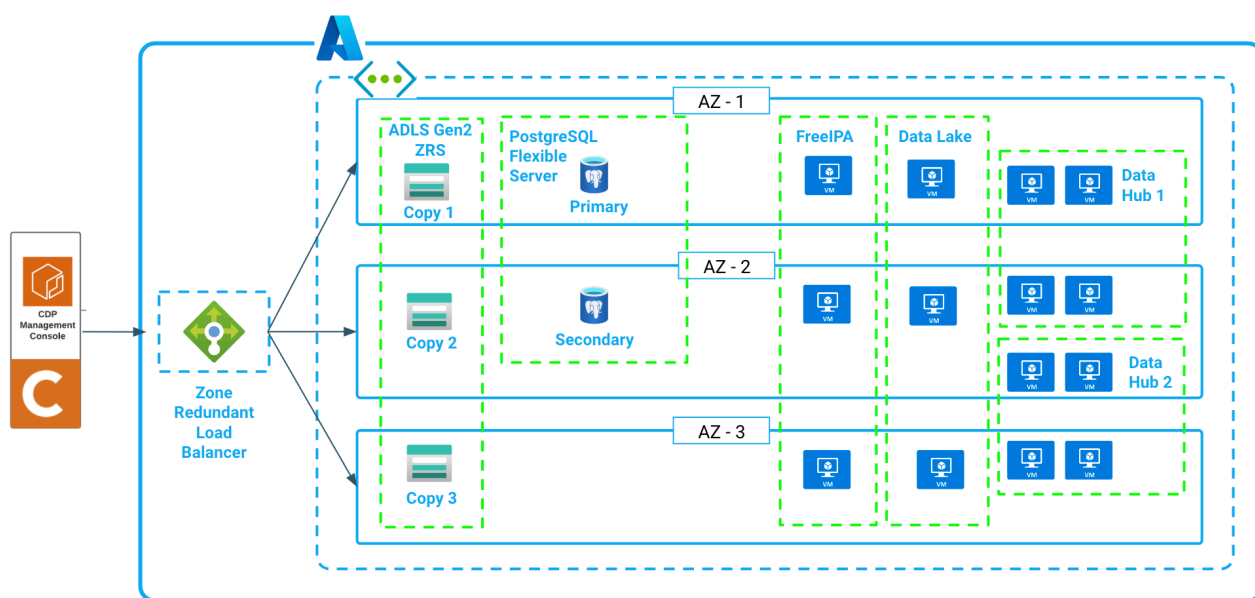 AZ - 1
ADLS Gen2
ZRS
Copy 1
PostgreSQL
Flexible
Server
Primary
FreeIPA
VM
Data Lake
VM
VM
VM
Data
Hub 1
CDP
Management
Console
C
Zone
Redundant
Load
Balancer
AZ - 2
Copy 2
Secondary
VM
VM
VM
VM
VM
VM
Data
Hub 2
AZ - 3
Copy 3
VM
VM
VM
VM